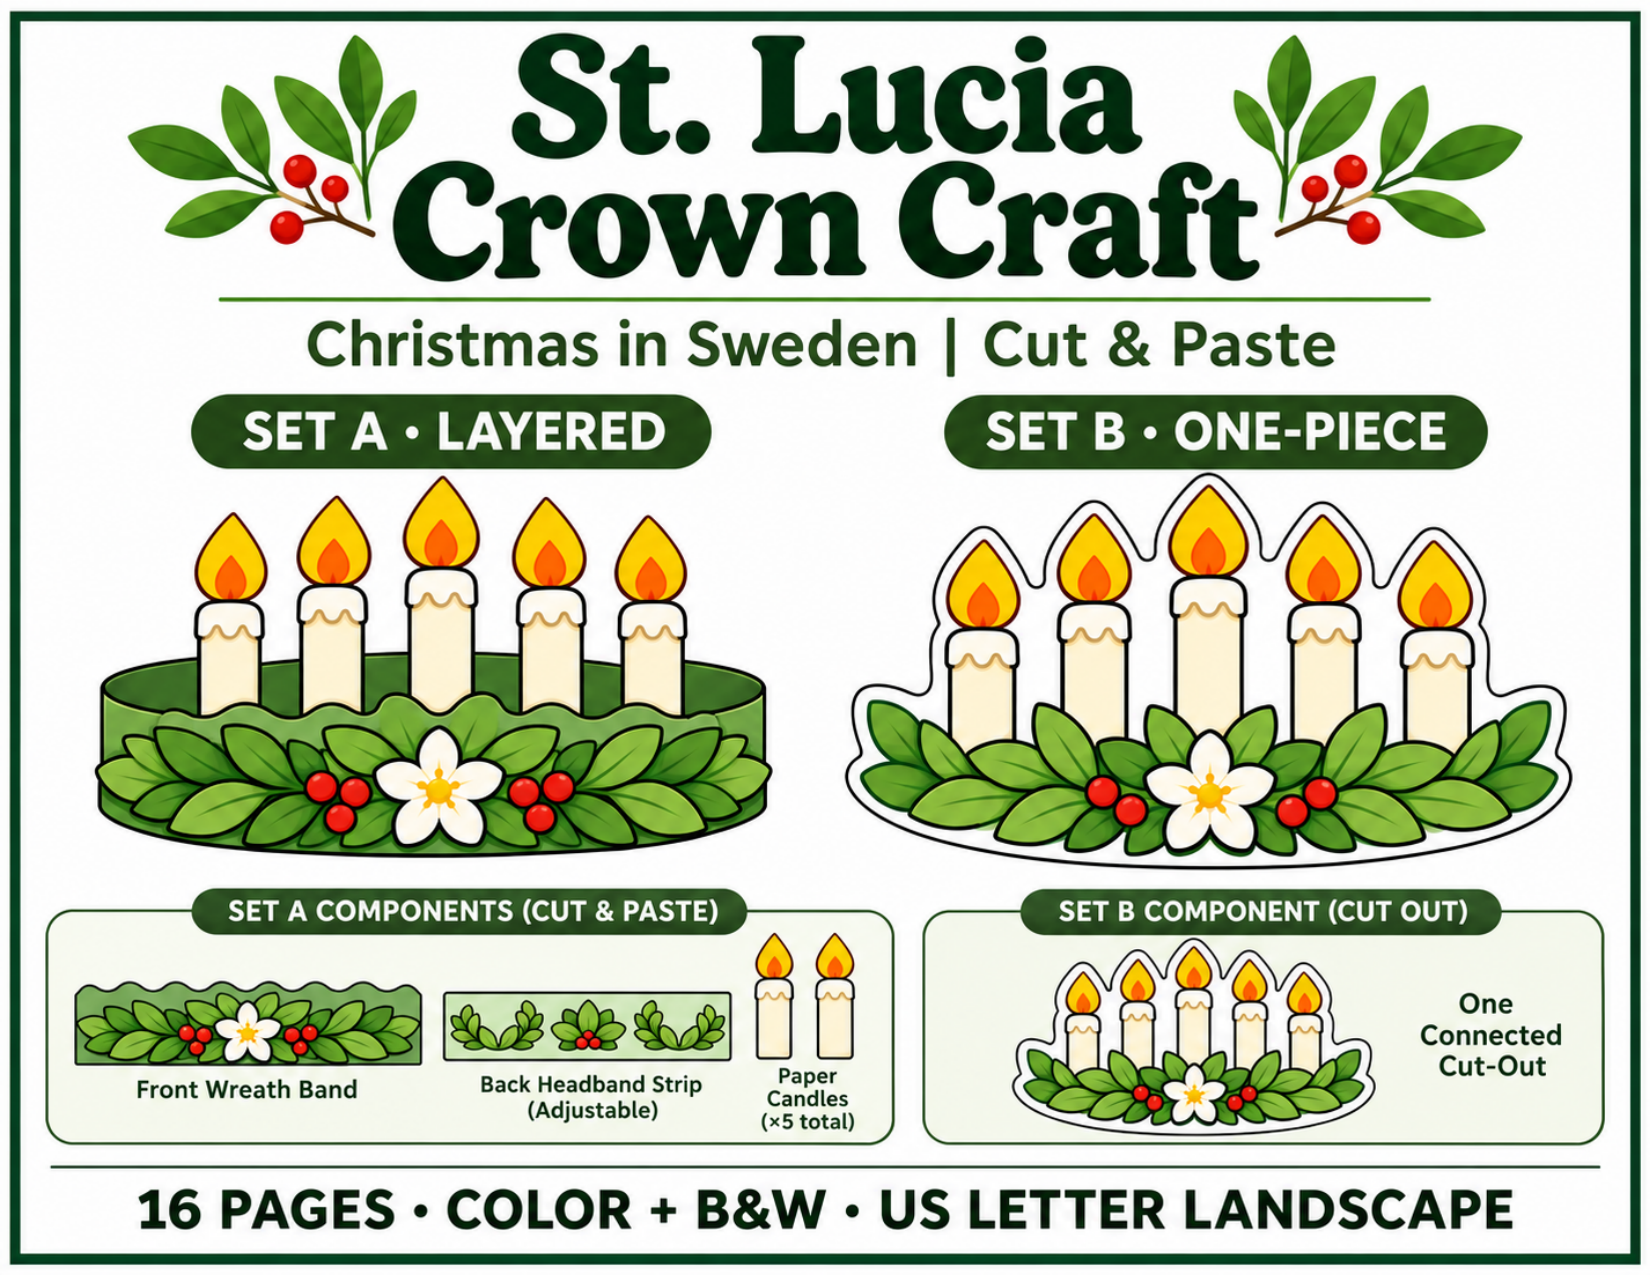 St. Lucia
Crown Craft
Christmas in Sweden | Cut & Paste
SET A • LAYERED
SET B • ONE-PIECE
SET A COMPONENTS (CUT & PASTE)
Front Wreath Band
Back Headband Strip
(Adjustable)
Paper
Candles
(×5 total)
SET B COMPONENT (CUT OUT)
One
Connected
Cut-Out
16 PAGES • COLOR + B&W • US LETTER LANDSCAPE